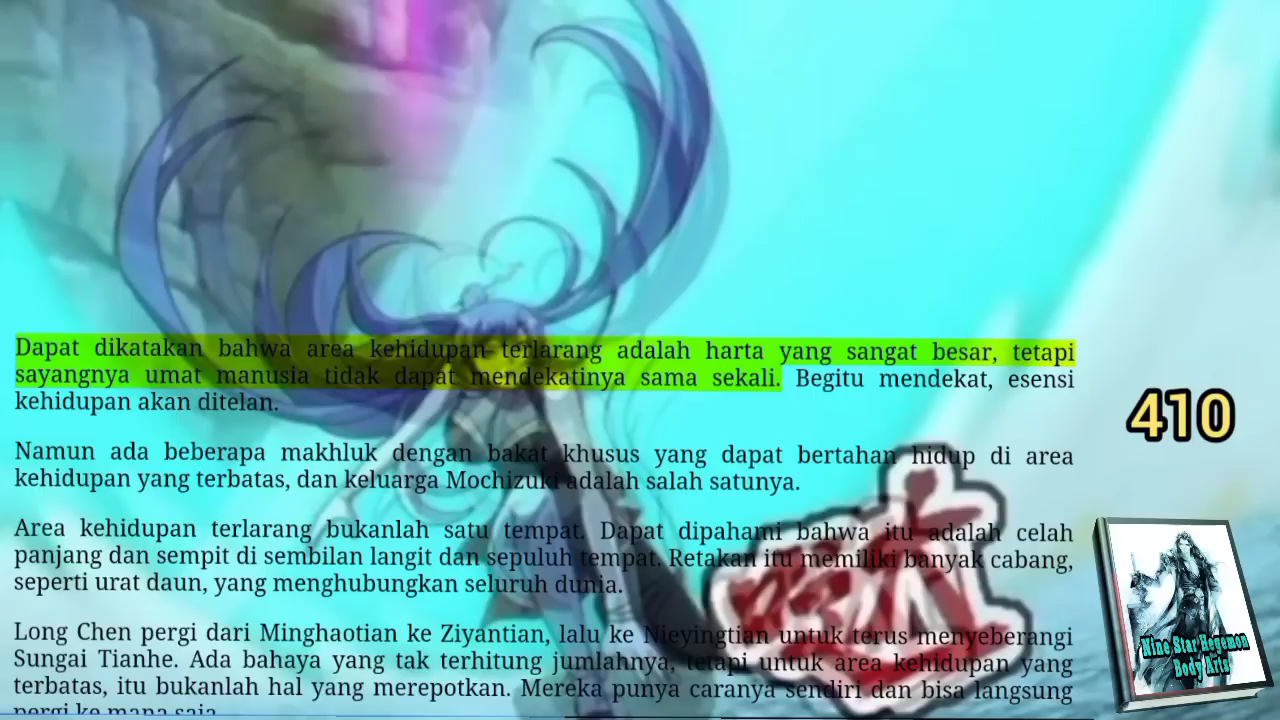 Dapat dikatakan bahwa area kehidupan terlarang adalah harta yang sangat besar, tetapi
sayangnya umat manusia tidak dapat mendekatinya sama sekali. Begitu mendekat, esensi
kehidupan akan ditelan.
Namun ada beberapa makhluk dengan bakat khusus yang dapat bertahan hidup di area
kehidupan yang terbatas, dan keluarga Mochizuki adalah salah satunya.
Area kehidupan terlarang bukanlah satu tempat. Dapat dipahami bahwa itu adalah celah
panjang dan sempit di sembilan langit dan sepuluh tempat. Retakan itu memiliki banyak cabang,
seperti urat daun, yang menghubungkan seluruh dunia.
Long Chen pergi dari Minghaotian ke Ziyantian, lalu ke Nieyingtian untuk terus menyeberangi
Sungai Tianhe. Ada bahaya yang tak terhitung jumlahnya, tetapi untuk area kehidupan yang
terbatas, itu bukanlah hal yang merepotkan. Mereka punya caranya sendiri dan bisa langsung
pergi ke mana saja
410
Nine Star Hegemon
Body Arts